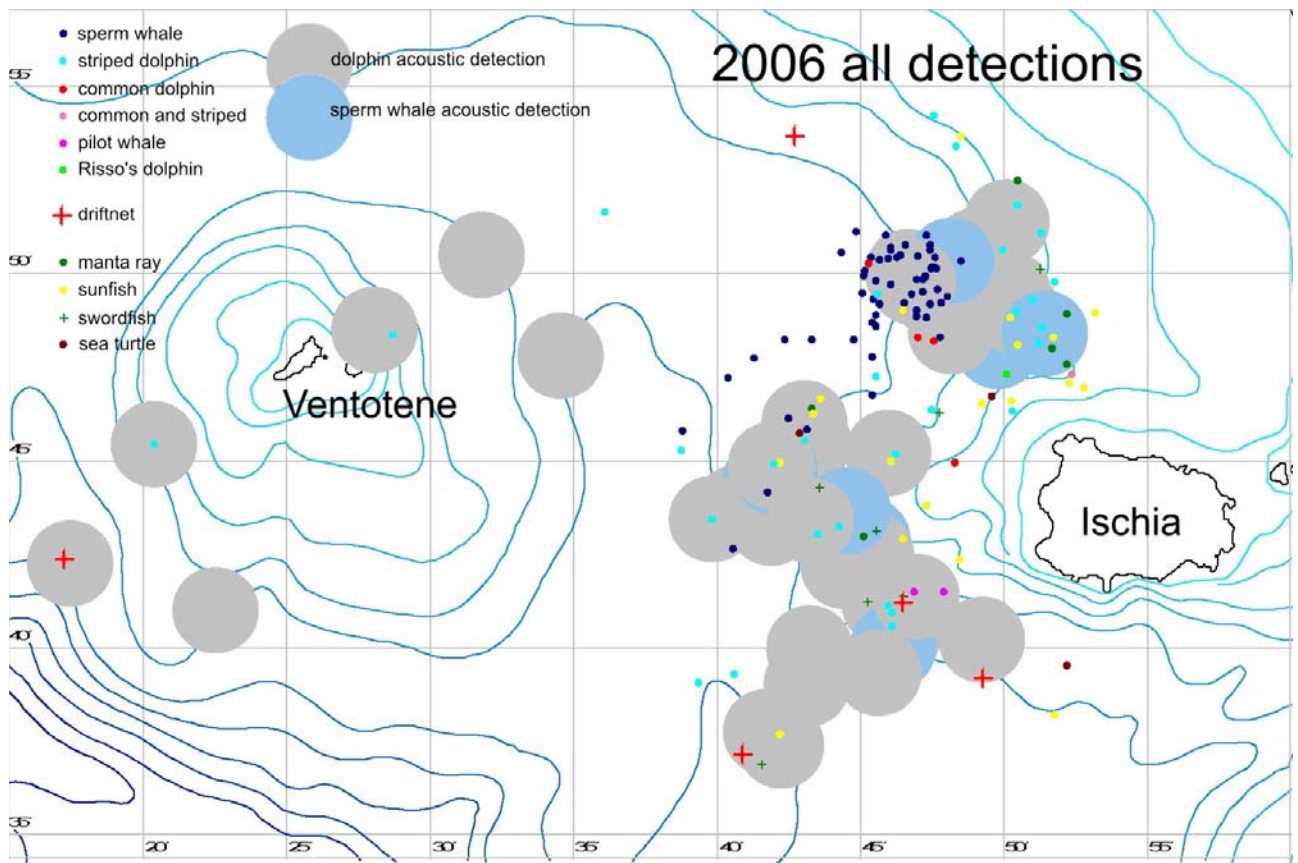 2006 all detections
sperm whale
striped dolphin
common dolphin
common and striped
pilot whale
Risso's dolphin
driftnet
manta ray
sunfish
swordfish
sea turtle
dolphin acoustic detection
sperm whale acoustic detection
Ventotene
Ischia
55'
50'
45'
40'
35'
20'
25'
30'
35'
40'
45'
50'
55'